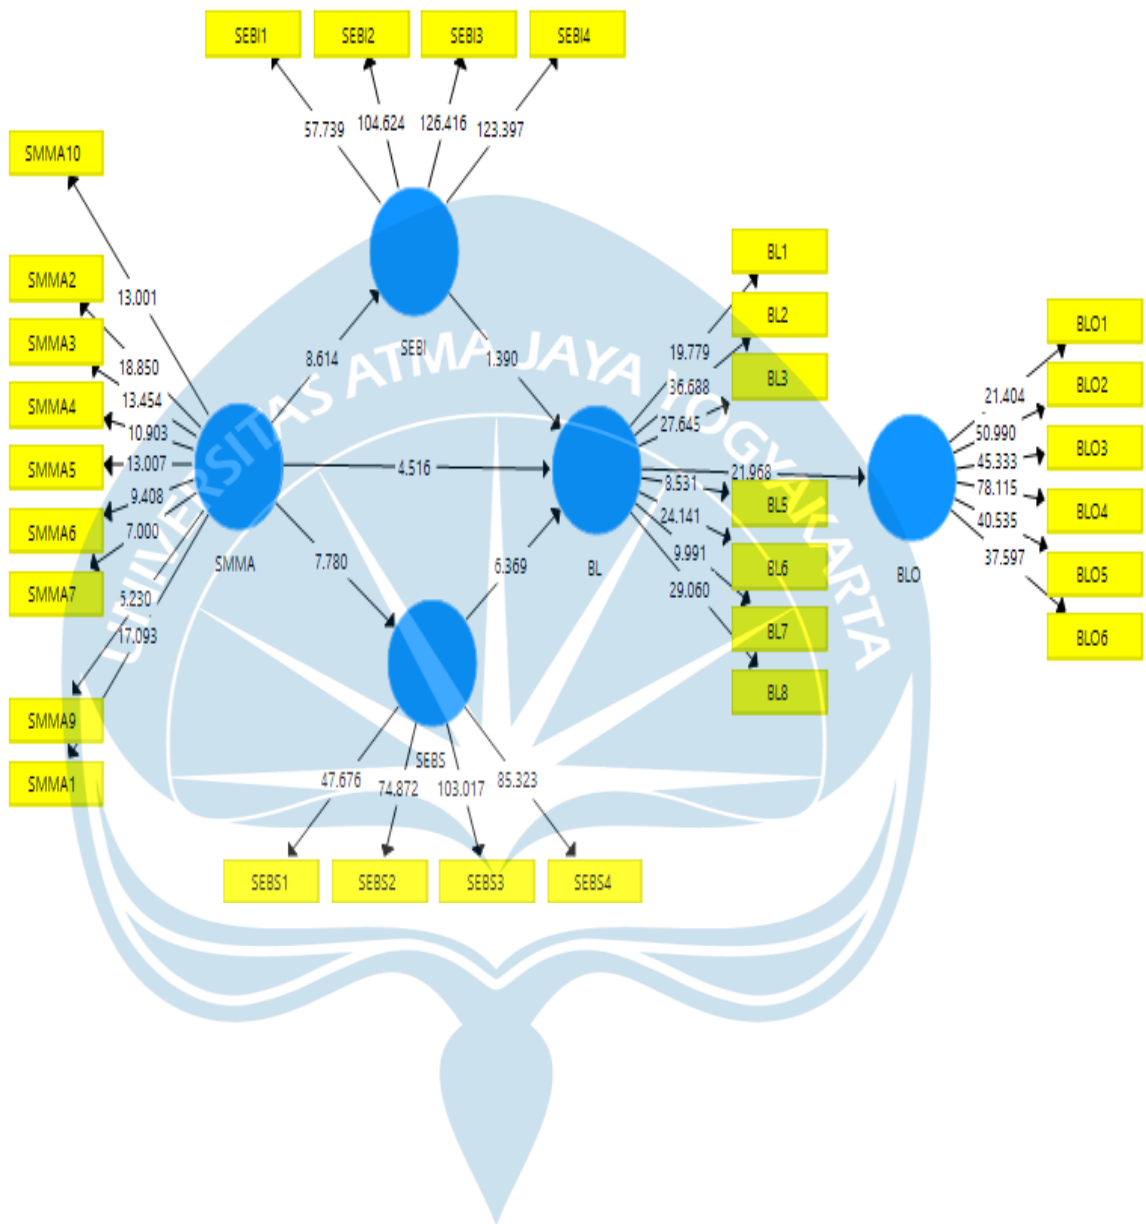 SEBI1 SEBI2 SEBI3 SEBI4
57.739 104.624 126.416 123.397
SMMA10
SMMA2
SMMA3
SMMA4
SMMA5
SMMA6
SMMA7
SMMA9
SMMA1
13.001
18.850
13.454
10.903
13.007
9.408
7.000
5.230
17.093
SMMA
8.614
SEBI
1.390
4.516
7.780
6.369
SEBS
47.676 74.872 103.017 85.323
SEBS1 SEBS2 SEBS3 SEBS4
BL
19.779
36.688
27.645
21.968
8.531
24.141
9.991
29.060
BL1
BL2
BL3
BL5
BL6
BL7
BL8
BLO
21.404
50.990
45.333
78.115
40.535
37.597
BLO1
BLO2
BLO3
BLO4
BLO5
BLO6
UNIVERSITAS ATMA JAYA YOGYAKARTA